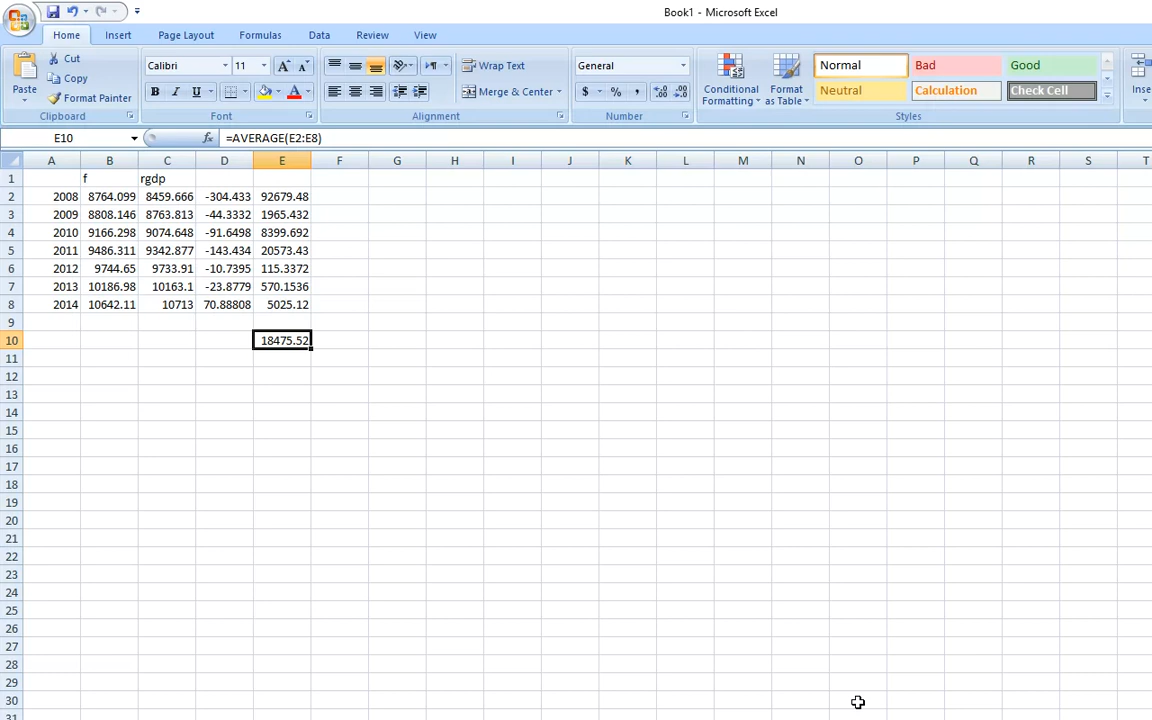 Book1 - Microsoft Excel
Home Insert Page Layout Formulas Data Review View
Cut
Copy
Format Painter
Paste
Clipboard
Calibri 11
B I U
Font
Wrap Text
Merge & Center
Alignment
General
$ % ,
Number
Conditional Formatting
Format as Table
Normal Bad Good
Neutral Calculation Check Cell
Styles
Inse
E10 fx =AVERAGE(E2:E8)
A B C D E F G H I J K L M N O P Q R S T
1 f rgdp
2 2008 8764.099 8459.666 -304.433 92679.48
3 2009 8808.146 8763.813 -44.3332 1965.432
4 2010 9166.298 9074.648 -91.6498 8399.692
5 2011 9486.311 9342.877 -143.434 20573.43
6 2012 9744.65 9733.91 -10.7395 115.3372
7 2013 10186.98 10163.1 -23.8779 570.1536
8 2014 10642.11 10713 70.88808 5025.12
9
10 18475.52
11
12
13
14
15
16
17
18
19
20
21
22
23
24
25
26
27
28
29
30
31